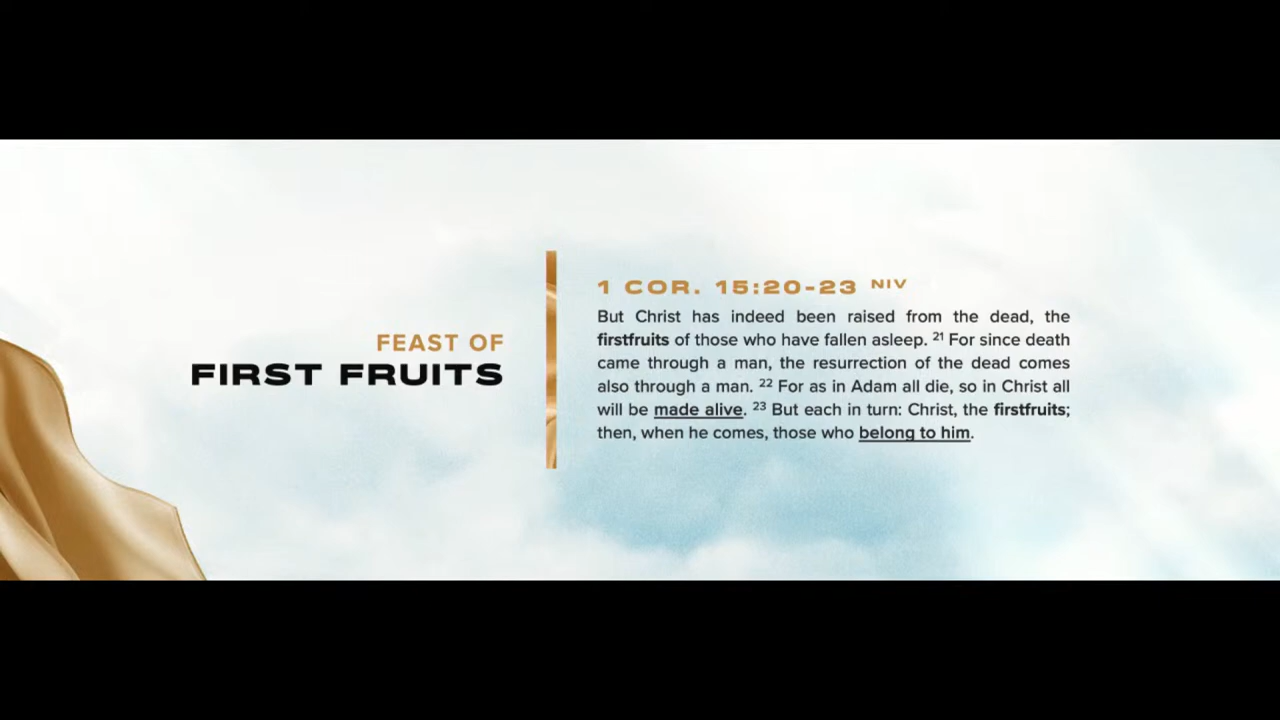 FEAST OF
FIRST FRUITS
1 COR. 15:20-23 NIV
But Christ has indeed been raised from the dead, the
firstfruits of those who have fallen asleep. 21 For since death
came through a man, the resurrection of the dead comes
also through a man. 22 For as in Adam all die, so in Christ all
will be made alive. 23 But each in turn: Christ, the firstfruits;
then, when he comes, those who belong to him.